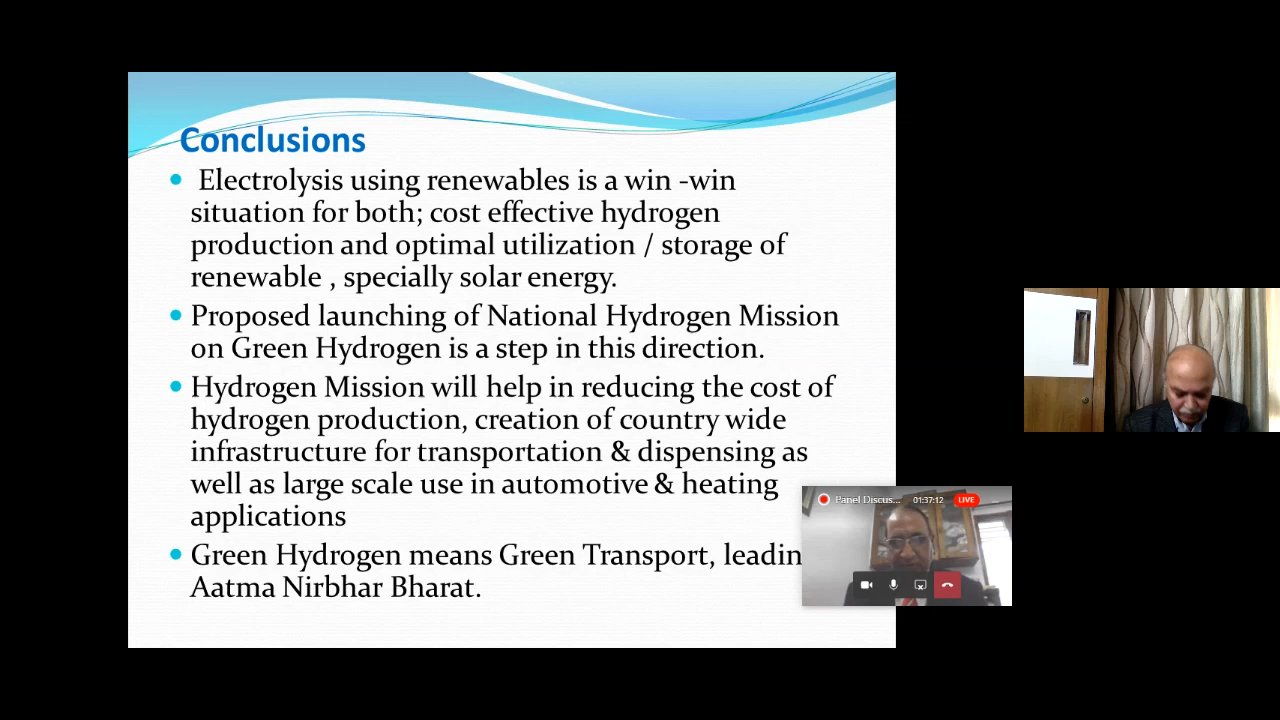 Conclusions
Electrolysis using renewables is a win -win
situation for both; cost effective hydrogen
production and optimal utilization / storage of
renewable , specially solar energy.
Proposed launching of National Hydrogen Mission
on Green Hydrogen is a step in this direction.
Hydrogen Mission will help in reducing the cost of
hydrogen production, creation of country wide
infrastructure for transportation & dispensing as
well as large scale use in automotive & heating
applications
Green Hydrogen means Green Transport, leadin
Aatma Nirbhar Bharat.
Panel Discus... 01:37:12 LIVE